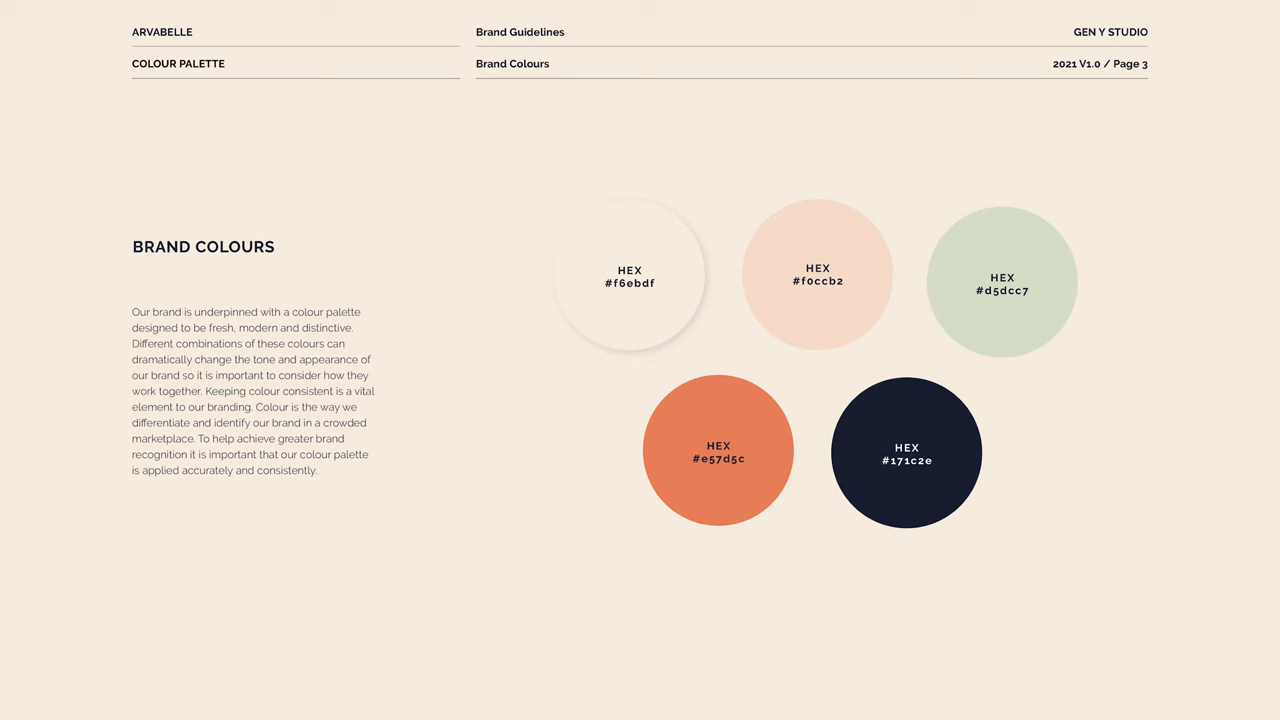 ARVABELLE
Brand Guidelines
GEN Y STUDIO
COLOUR PALETTE
Brand Colours
2021 V1.0 / Page 3
BRAND COLOURS
Our brand is underpinned with a colour palette
designed to be fresh, modern and distinctive.
Different combinations of these colours can
dramatically change the tone and appearance of
our brand so it is important to consider how they
work together. Keeping colour consistent is a vital
element to our branding. Colour is the way we
differentiate and identify our brand in a crowded
marketplace. To help achieve greater brand
recognition it is important that our colour palette
is applied accurately and consistently.
HEX
#f6ebdf
HEX
#f0ccb2
HEX
#d5dcc7
HEX
#e57d5c
HEX
#171c2e